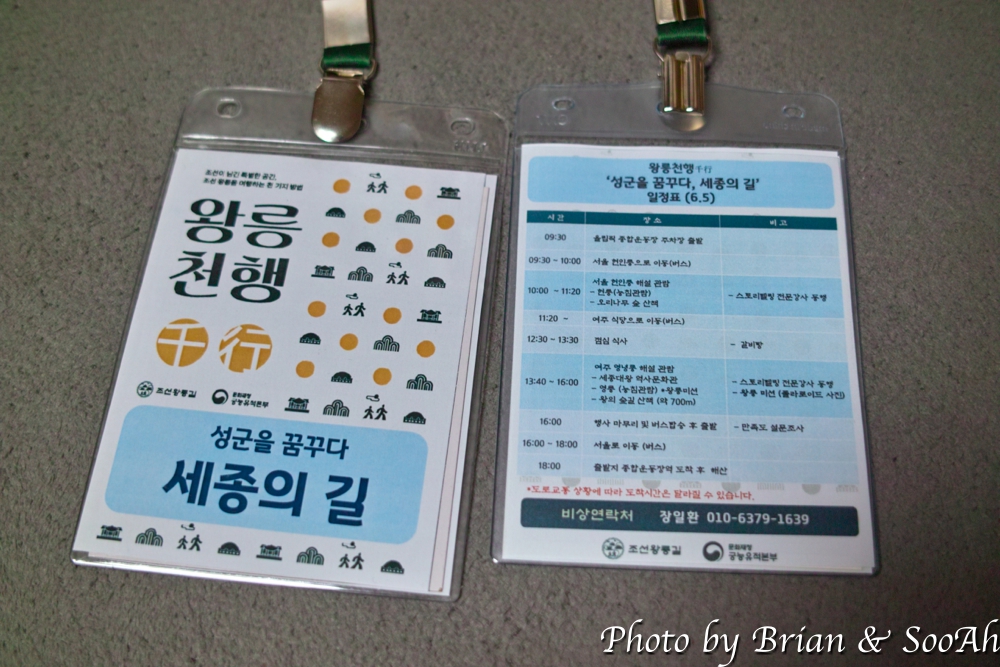 조선이 남긴 특별한 공간,
조선 왕릉을 여행하는 천 가지 방법
왕릉
천행
千行
조선왕릉길
문화재청
궁능유적본부
성군을 꿈꾸다
세종의 길
왕릉천행千行
‘성군을 꿈꾸다, 세종의 길’
일정표 (6.5)
시간 장소 비고
09:30 올림픽 종합운동장 주차장 출발
09:30 ~ 10:00 서울 헌인릉으로 이동(버스)
10:00 ~ 11:20 서울 헌인릉 해설 관람
- 헌릉(능침관람)
- 오리나무 숲 산책
- 스토리텔링 전문강사 동행
11:20 ~ 여주 식당으로 이동(버스)
12:30 ~ 13:30 점심 식사 - 갈비탕
13:40 ~ 16:00 여주 영녕릉 해설 관람
- 세종대왕 역사문화관
- 영릉 (능침관람) +왕릉미션
- 왕의 숲길 산책 (약 700m)
- 스토리텔링 전문강사 동행
- 왕릉 미션 (폴라로이드 사진)
16:00 행사 마무리 및 버스탑승 후 출발 - 만족도 설문조사
16:00 ~ 18:00 서울로 이동 (버스)
18:00 출발지 종합운동장역 도착 후 해산
*도로교통 상황에 따라 도착시간은 달라질 수 있습니다.
비상연락처 장일환 010-6379-1639
조선왕릉길
문화재청
궁능유적본부
Photo by Brian & SooAh